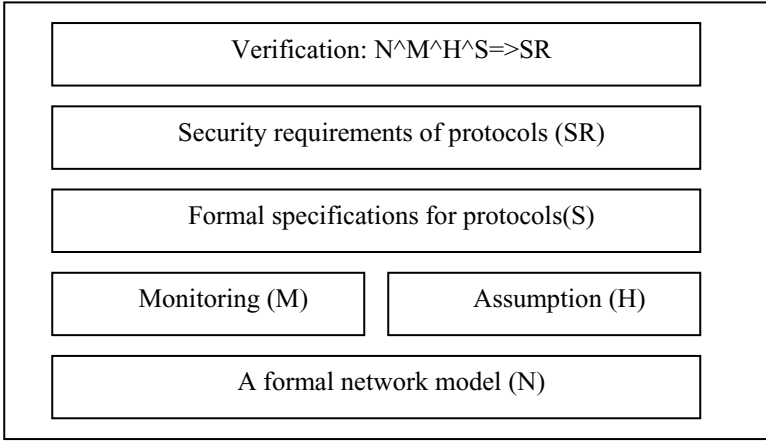 Verification: N^M^H^S=>SR
Security requirements of protocols (SR)
Formal specifications for protocols(S)
Monitoring (M)
Assumption (H)
A formal network model (N)